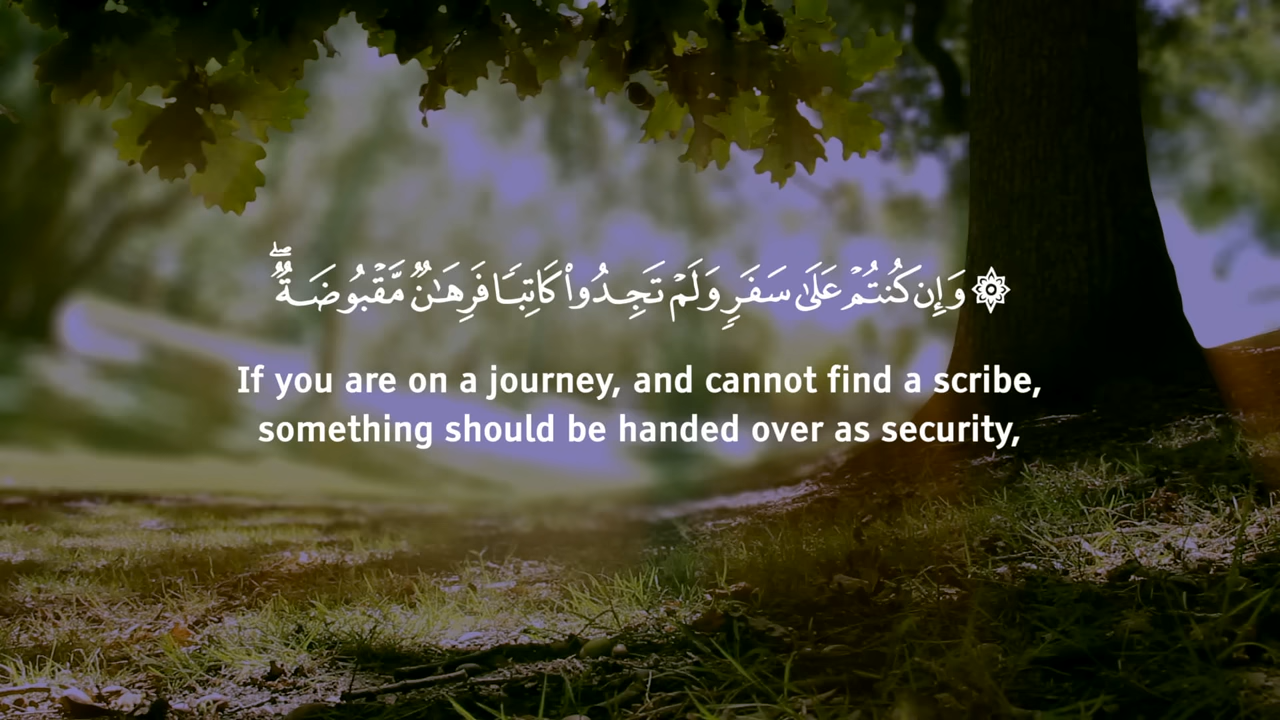 ۞ وَإِن كُنتُمْ عَلَىٰ سَفَرٍ وَلَمْ تَجِدُوا۟ كَاتِبًا فَرِهَـٰنٌ مَّقْبُوضَةٌ ۖ
If you are on a journey, and cannot find a scribe,
something should be handed over as security,